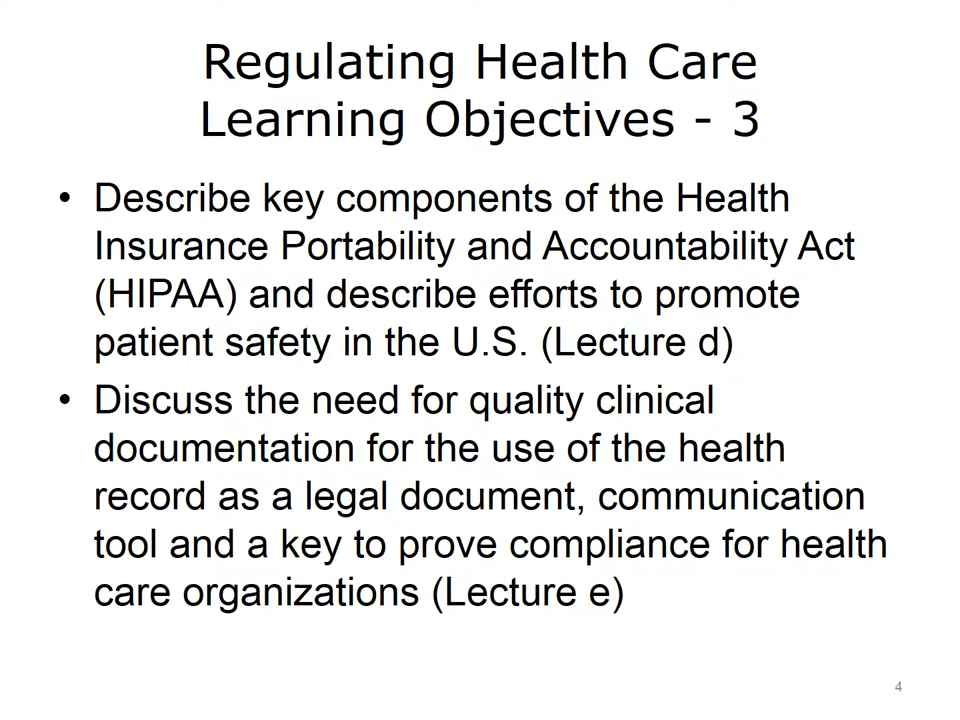 Regulating Health Care
Learning Objectives - 3
• Describe key components of the Health
Insurance Portability and Accountability Act
(HIPAA) and describe efforts to promote
patient safety in the U.S. (Lecture d)
• Discuss the need for quality clinical
documentation for the use of the health
record as a legal document, communication
tool and a key to prove compliance for health
care organizations (Lecture e)
4